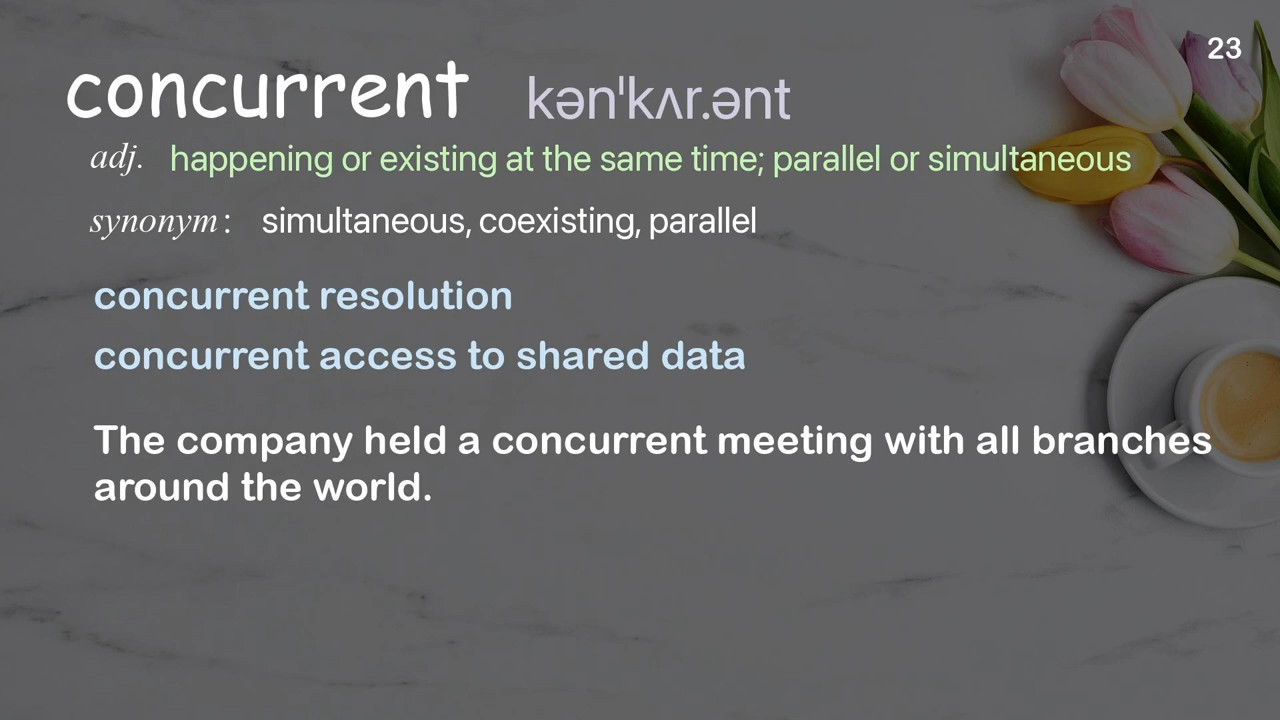 23
concurrent kən'kʌr.ənt
adj. happening or existing at the same time; parallel or simultaneous
synonym: simultaneous, coexisting, parallel
concurrent resolution
concurrent access to shared data
The company held a concurrent meeting with all branches
around the world.